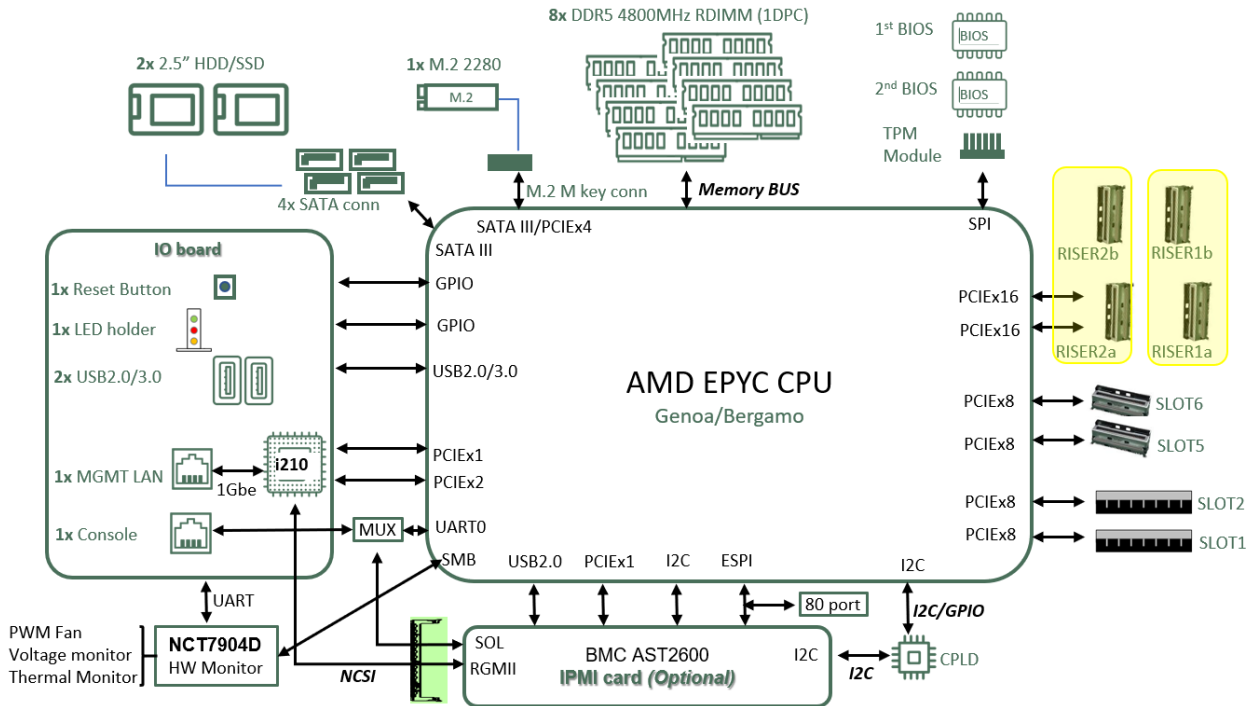 8x DDR5 4800MHz RDIMM (1DPC)
2x 2.5” HDD/SSD
1x M.2 2280
M.2
1st BIOS
BIOS
2nd BIOS
BIOS
TPM
Module
4x SATA conn
M.2 M key conn
Memory BUS
SATA III/PCIEx4
SPI
SATA III
IO board
1x Reset Button
GPIO
1x LED holder
GPIO
2x USB2.0/3.0
USB2.0/3.0
AMD EPYC CPU
Genoa/Bergamo
RISER2b
RISER1b
PCIEx16
PCIEx16
RISER2a
RISER1a
PCIEx8
SLOT6
PCIEx8
SLOT5
PCIEx8
SLOT2
PCIEx8
SLOT1
1x MGMT LAN
1Gbe
i210
PCIEx1
PCIEx2
1x Console
MUX
UART0
SMB
USB2.0
PCIEx1
I2C
ESPI
I2C
UART
80 port
I2C/GPIO
PWM Fan
Voltage monitor
Thermal Monitor
NCT7904D
HW Monitor
NCSI
SOL
RGMII
BMC AST2600
IPMI card (Optional)
I2C
I2C
CPLD